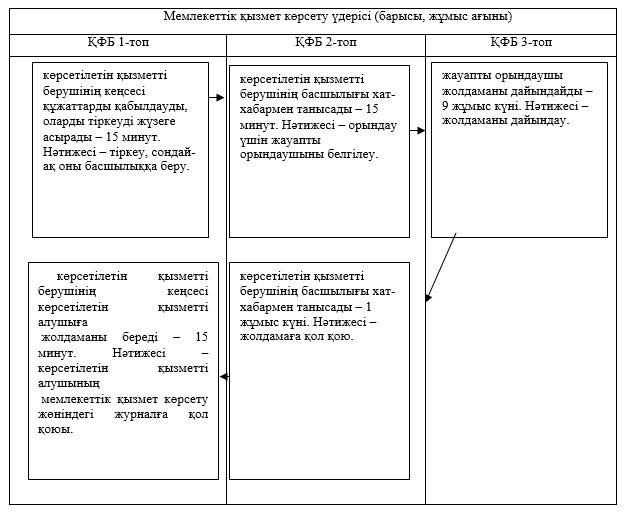 Мемлекеттік қызмет көрсету үдерісі (барысы, жұмыс ағыны)
ҚФБ 1-топ
ҚФБ 2-топ
ҚФБ 3-топ
көрсетілетін қызметті
берушінің кеңсесі
құжаттарды қабылдауды,
оларды тіркеуді жүзеге
асырады – 15 минут.
Нәтижесі – тіркеу, сондай-
ақ оны басшылыққа беру.
көрсетілетін қызметті
берушінің басшылығы хат-
хабармен танысады – 15
минут. Нәтижесі – орындау
үшін жауапты
орындаушыны белгілеу.
жауапты орындаушы
жолдаманы дайындайды –
9 жұмыс күні. Нәтижесі –
жолдаманы дайындау.
көрсетілетін қызметті
берушінің кеңсесі
көрсетілетін қызметті
алушыға
жолдаманы береді – 15
минут. Нәтижесі –
көрсетілетін қызметті
алушының
мемлекеттік қызмет көрсету
жөніндегі журналға қол
қоюы.
көрсетілетін қызметті
берушінің басшылығы хат-
хабармен танысады – 1
жұмыс күні. Нәтижесі –
жолдамаға қол қою.